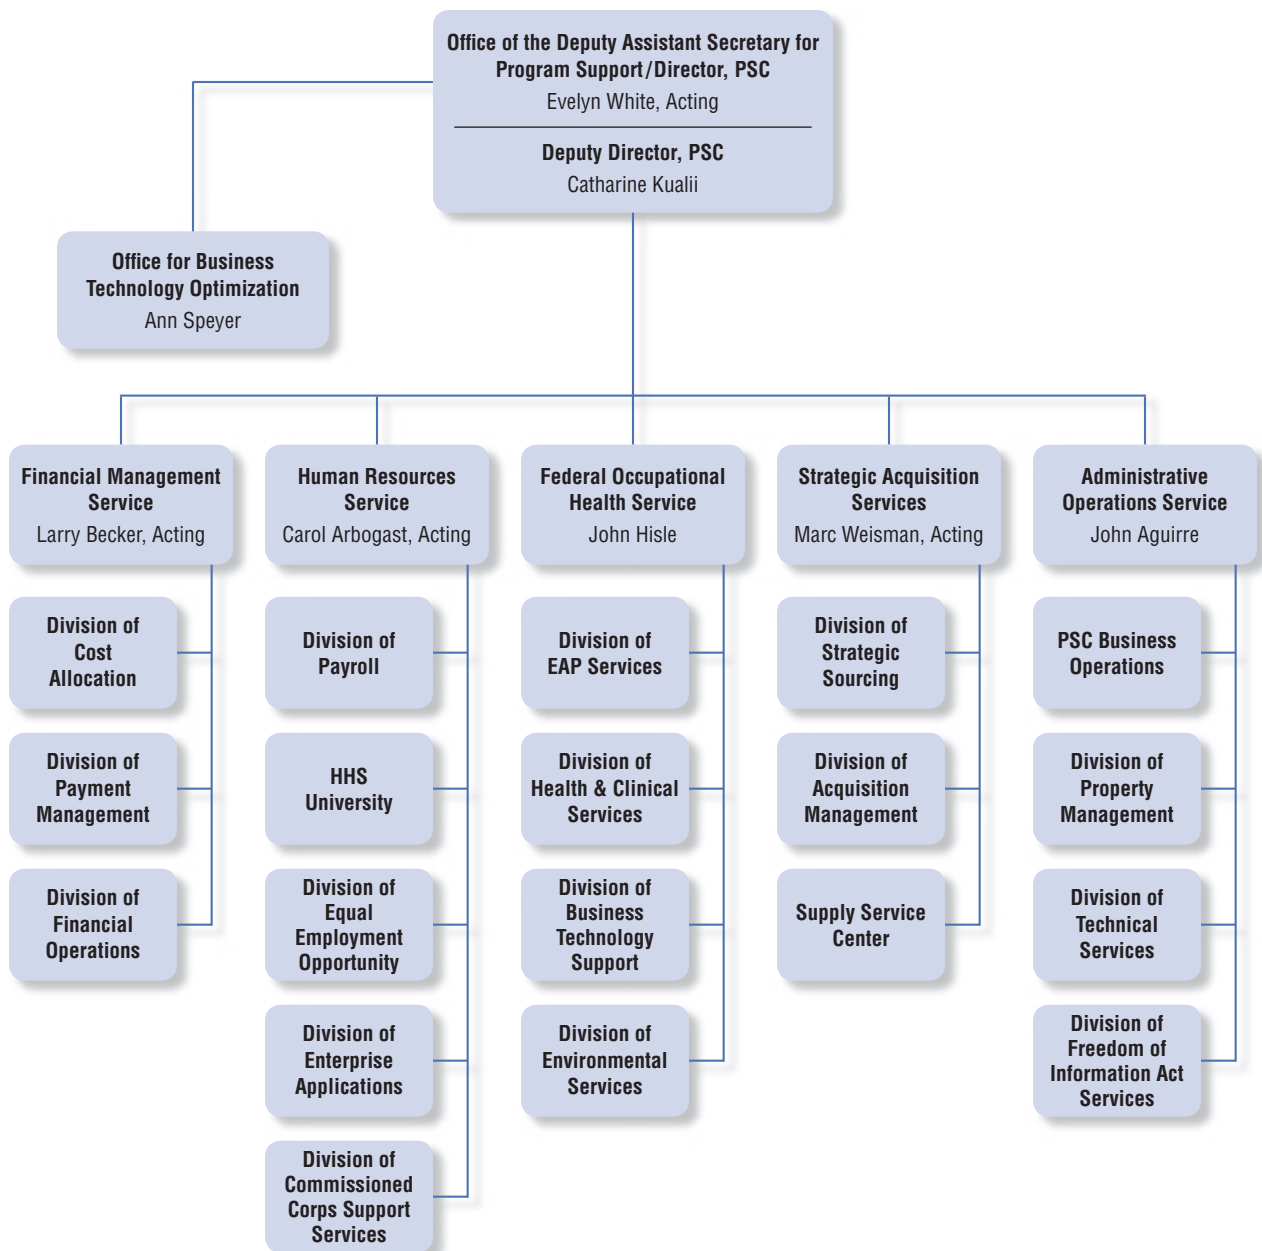 Office of the Deputy Assistant Secretary for
Program Support/Director, PSC
Evelyn White, Acting
Deputy Director, PSC
Catharine Kualii
Office for Business
Technology Optimization
Ann Speyer
Financial Management
Service
Larry Becker, Acting
Human Resources
Service
Carol Arbogast, Acting
Federal Occupational
Health Service
John Hisle
Strategic Acquisition
Services
Marc Weisman, Acting
Administrative
Operations Service
John Aguirre
Division of
Cost
Allocation
Division of
Payment
Management
Division of
Financial
Operations
Division of
Payroll
HHS
University
Division of
Equal
Employment
Opportunity
Division of
Enterprise
Applications
Division of
Commissioned
Corps Support
Services
Division of
EAP Services
Division of
Health & Clinical
Services
Division of
Business
Technology
Support
Division of
Environmental
Services
Division of
Strategic
Sourcing
Division of
Acquisition
Management
Supply Service
Center
PSC Business
Operations
Division of
Property
Management
Division of
Technical
Services
Division of
Freedom of
Information Act
Services